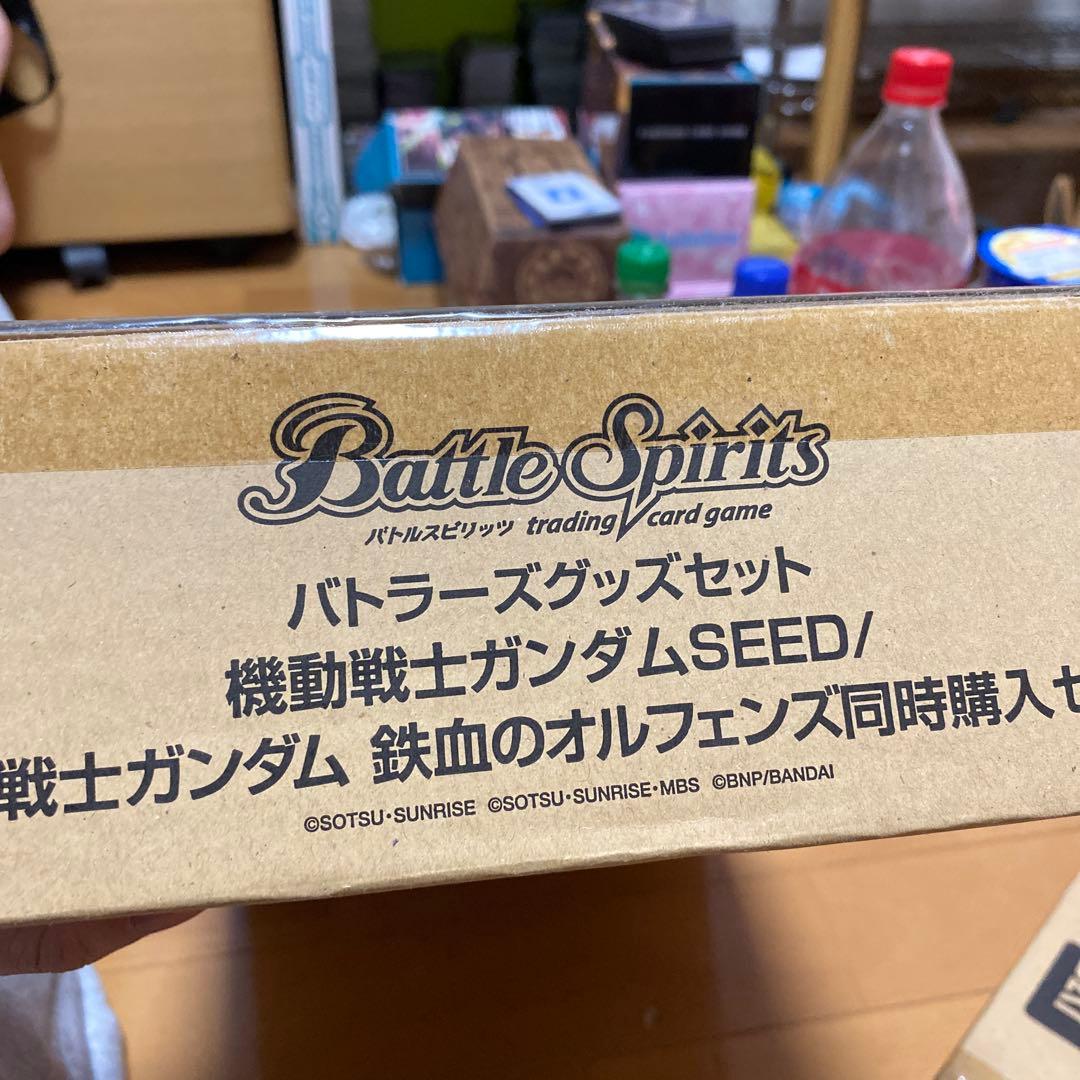 Battle Spirits
バトルスピリッツ trading card game
バトラーズグッズセット
機動戦士ガンダムSEED/
戦士ガンダム 鉄血のオルフェンズ同時購入セ
©SOTSU・SUNRISE ©SOTSU・SUNRISE・MBS ©BNP/BANDAI